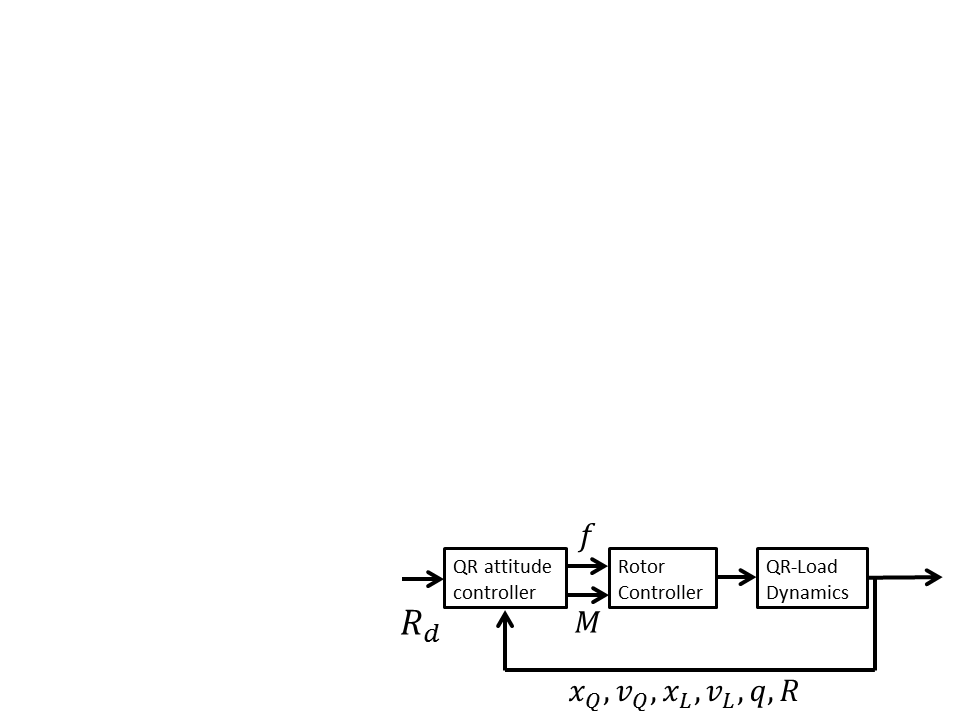 f
QR attitude
controller
Rotor
Controller
QR-Load
Dynamics
R_d
M
x_Q, v_Q, x_L, v_L, q, R